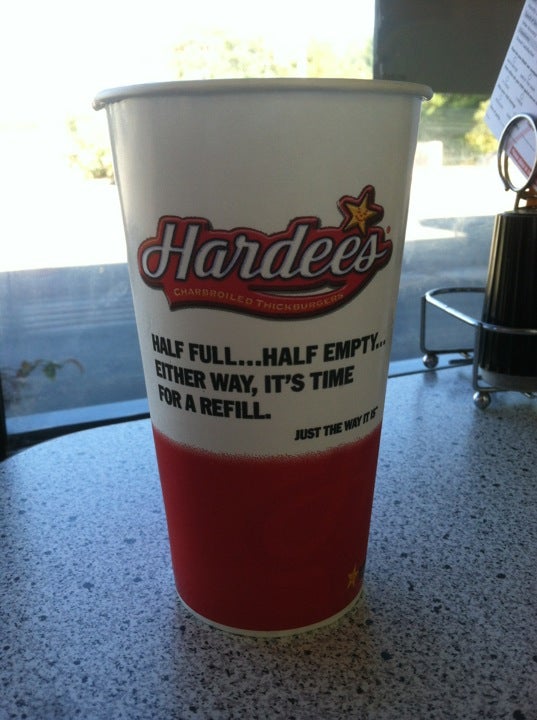 Hardee's
CHARBROILED THICKBURGERS
HALF FULL...HALF EMPTY...
EITHER WAY, IT'S TIME
FOR A REFILL.
JUST THE WAY IT IS